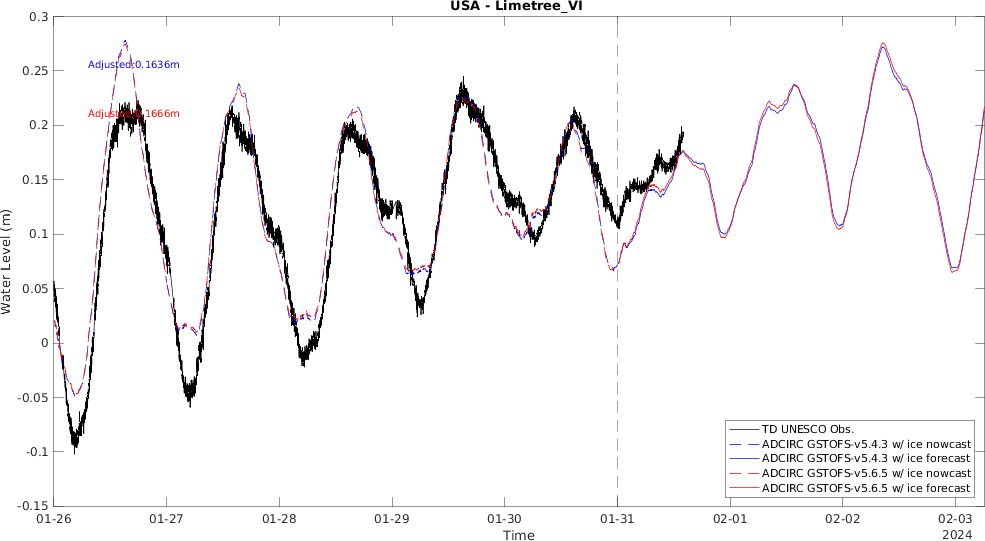 USA - Limetree_VI
0.3
0.25
0.2
0.15
0.1
0.05
0
-0.05
-0.1
-0.15
Water Level (m)
Adjusted:0.1636m
Adjusted:0.1666m
TD UNESCO Obs.
ADCIRC GSTOFS-v5.4.3 w/ ice nowcast
ADCIRC GSTOFS-v5.4.3 w/ ice forecast
ADCIRC GSTOFS-v5.6.5 w/ ice nowcast
ADCIRC GSTOFS-v5.6.5 w/ ice forecast
01-26 01-27 01-28 01-29 01-30 01-31 02-01 02-02 02-03
Time
2024